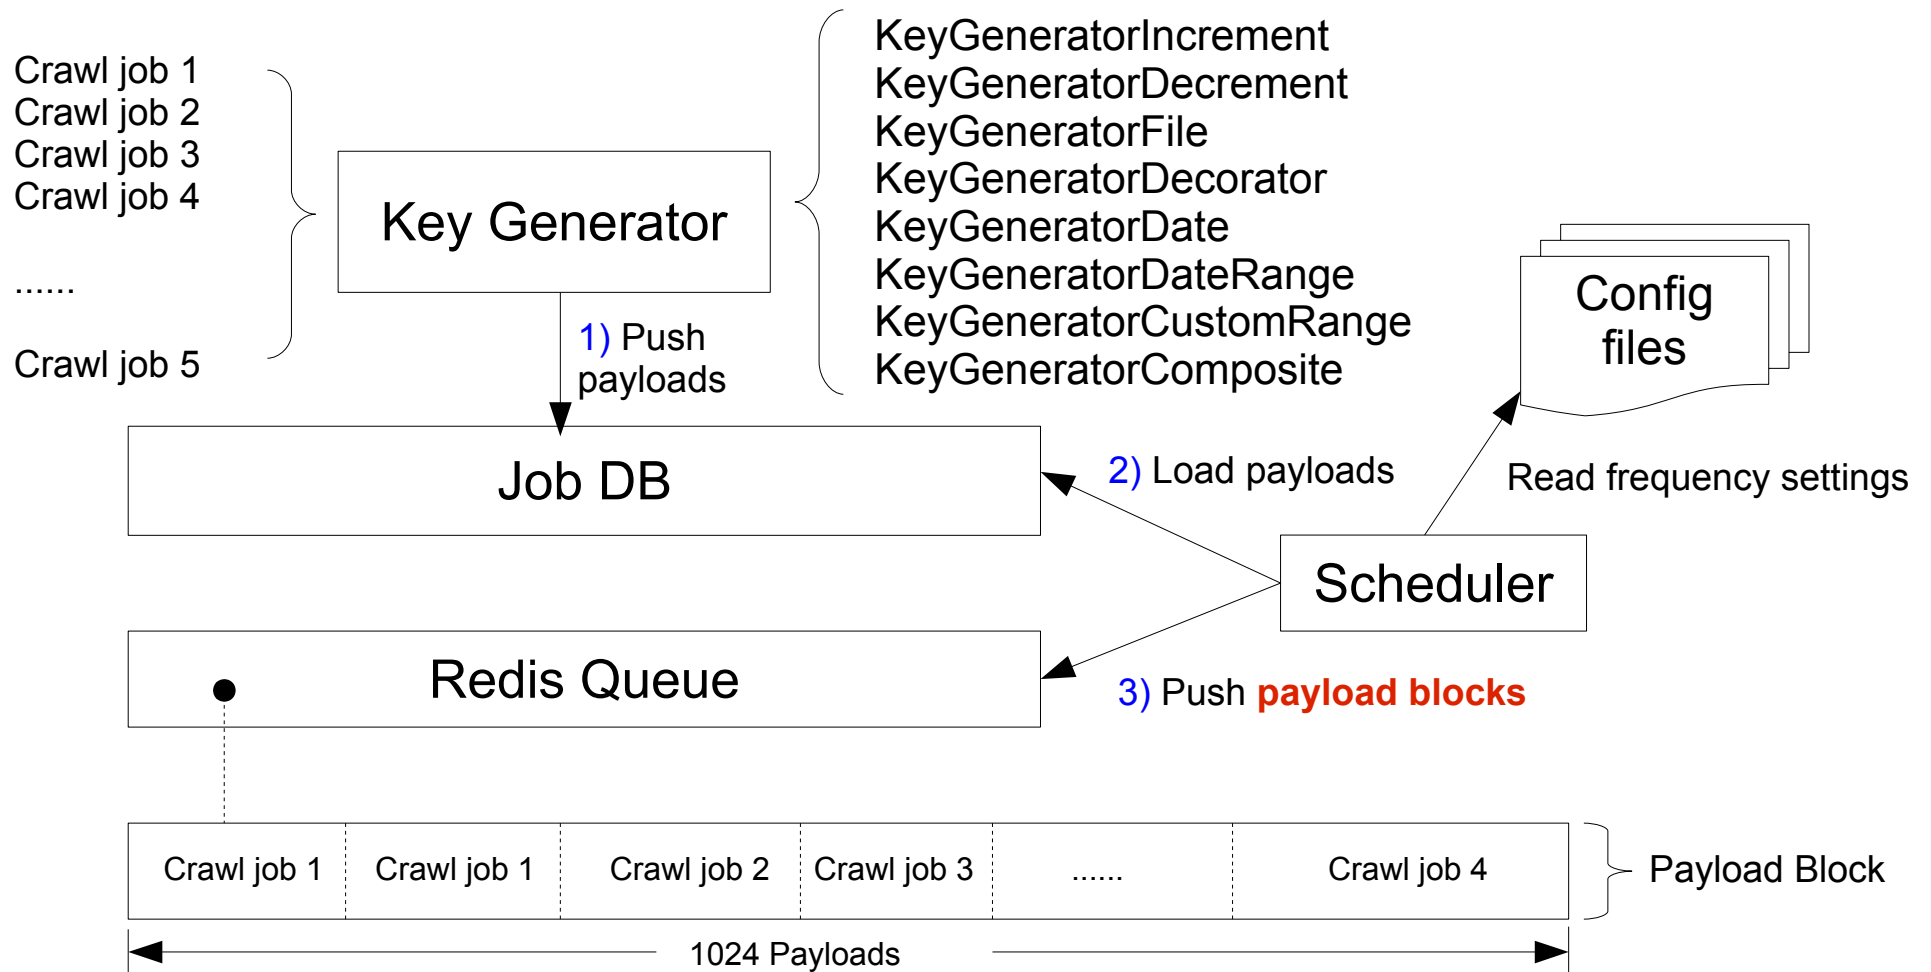 Crawl job 1
Crawl job 2
Crawl job 3
Crawl job 4
......
Crawl job 5
Key Generator
KeyGeneratorIncrement
KeyGeneratorDecrement
KeyGeneratorFile
KeyGeneratorDecorator
KeyGeneratorDate
KeyGeneratorDateRange
KeyGeneratorCustomRange
KeyGeneratorComposite
Config
files
1) Push
payloads
Job DB
2) Load payloads
Read frequency settings
Scheduler
Redis Queue
3) Push payload blocks
Crawl job 1
Crawl job 1
Crawl job 2
Crawl job 3
......
Crawl job 4
Payload Block
1024 Payloads